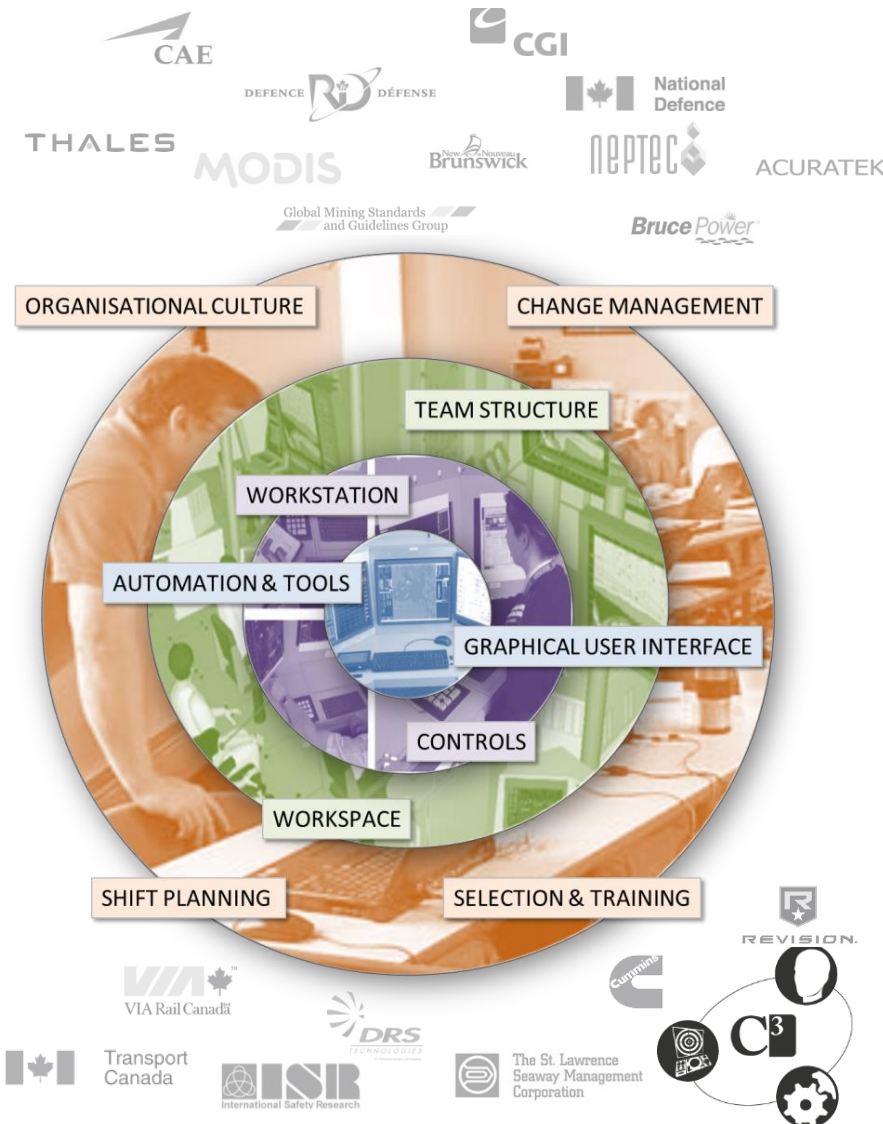 CAE
CGI
DEFENCE R&D DÉFENSE
National
Defence
THALES
MODIS
New Nouveau
Brunswick
NEPTEC
ACURATEK
Global Mining Standards
and Guidelines Group
Bruce Power™
ORGANISATIONAL CULTURE
CHANGE MANAGEMENT
TEAM STRUCTURE
WORKSTATION
AUTOMATION & TOOLS
GRAPHICAL USER INTERFACE
CONTROLS
WORKSPACE
SHIFT PLANNING
SELECTION & TRAINING
R
REVISION.
VIA™
VIA Rail Canada
Cummins
DRS
TECHNOLOGIES
C3
Transport
Canada
ISR
International Safety Research
The St. Lawrence
Seaway Management
Corporation